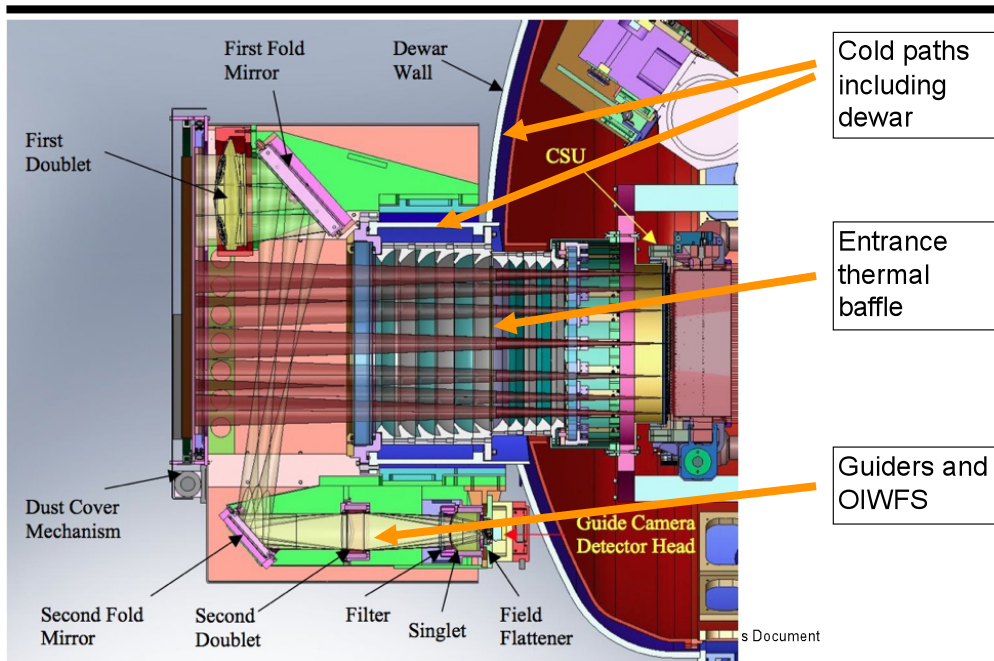 First Fold
Mirror
Dewar
Wall
Cold paths
including
dewar
First
Doublet
CSU
Entrance
thermal
baffle
Dust Cover
Mechanism
Guiders and
OIWFS
Guide Camera
Detector Head
Second Fold
Mirror
Second
Doublet
Filter
Singlet
Field
Flattener
s Document